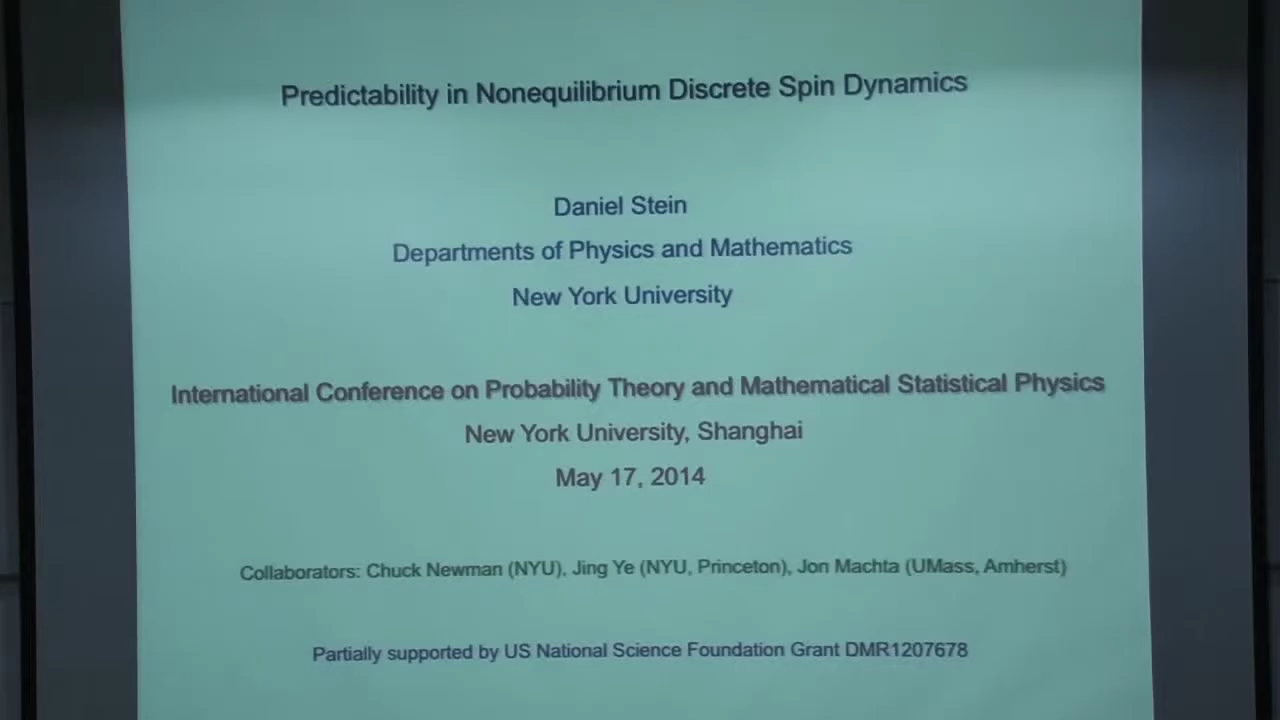 Predictability in Nonequilibrium Discrete Spin Dynamics
Daniel Stein
Departments of Physics and Mathematics
New York University
International Conference on Probability Theory and Mathematical Statistical Physics
New York University, Shanghai
May 17, 2014
Collaborators: Chuck Newman (NYU), Jing Ye (NYU, Princeton), Jon Machta (UMass, Amherst)
Partially supported by US National Science Foundation Grant DMR1207678